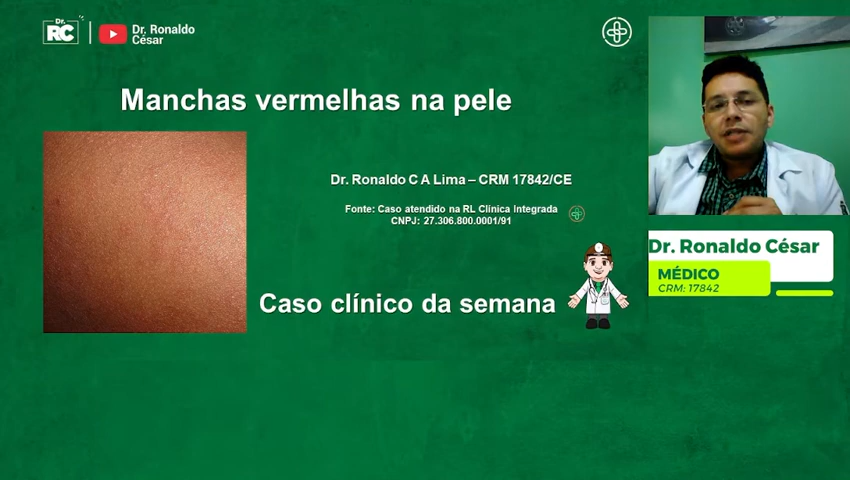 Dr.
RC
Dr. Ronaldo
César
Manchas vermelhas na pele
Dr. Ronaldo C A Lima – CRM 17842/CE
Fonte: Caso atendido na RL Clínica Integrada
CNPJ: 27.306.800.0001/91
Caso clínico da semana
Dr. Ronaldo César
MÉDICO
CRM: 17842